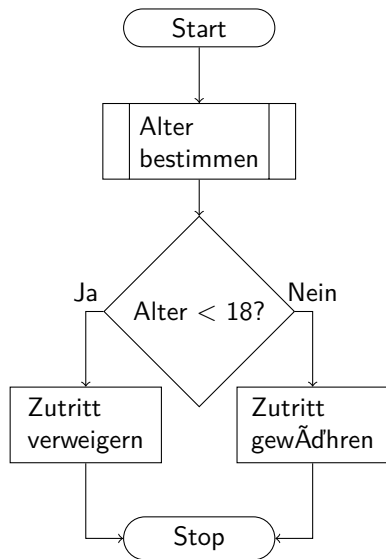 Start
Alter
bestimmen
Alter < 18?
Ja
Nein
Zutritt
verweigern
Zutritt
gewÃďhren
Stop